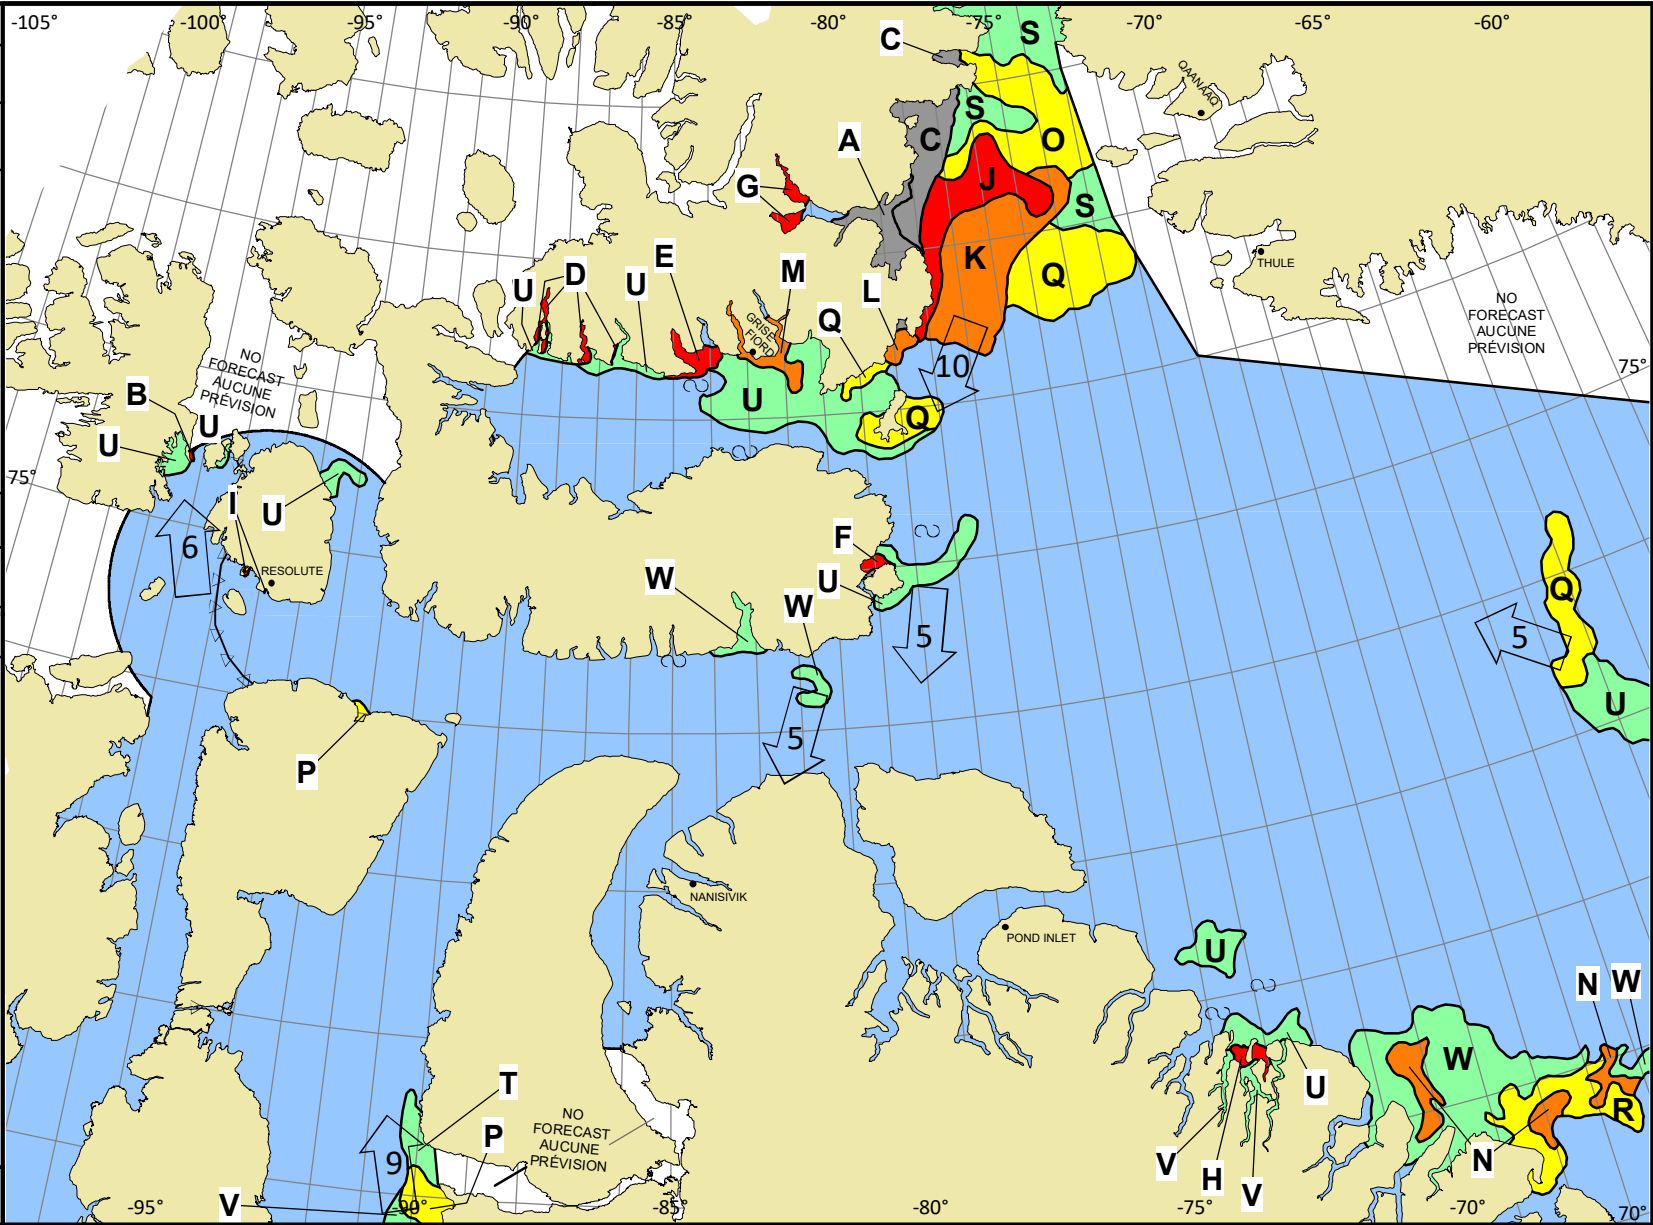 -105° -100° -95° -90° -85° -80° -75° -70° -65° -60°
S
C
QAANAAQ
S
A C O
G J
S
E K Q THULE
U D U M
L
Q
NO
FORECAST
AUCUNE
PRÉVISION
GRISE
FIORD
NO
FORECAST
AUCUNE
PRÉVISION
10
75°
B
U
U
U
Q
75°
I
U
6
RESOLUTE
F
W
U
W
5
Q
5
U
5
P
NANISIVIK
POND INLET
U
N W
W
T
U
R
NO
FORECAST
AUCUNE
PRÉVISION
P
9
V
H
V
N
V
-95° -90° -85° -80° -75° -70° 70°